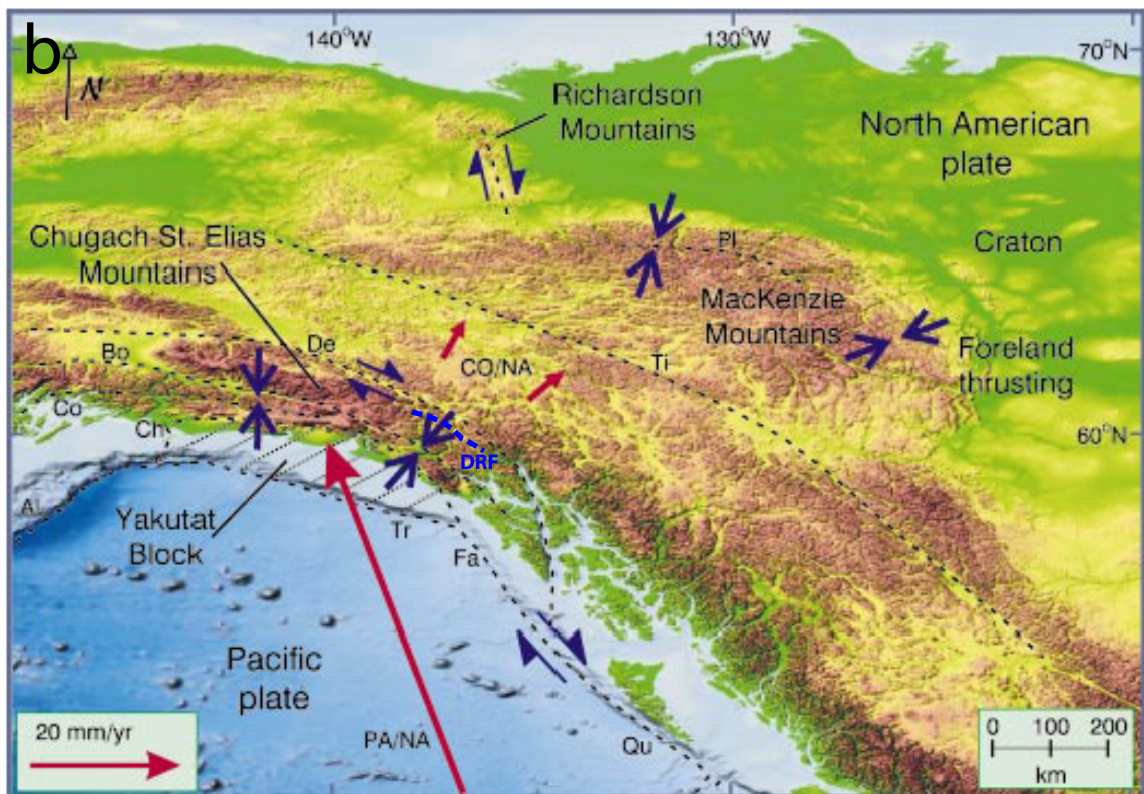 b
140°W
130°W
70°N
N
Richardson
Mountains
North American
plate
Chugach-St. Elias
Mountains
Pl
Craton
MacKenzie
Mountains
De
Bo
CO/NA
Ti
Foreland
thrusting
Co
Ch
60°N
DRF
Al
Yakutat
Block
Tr
Fa
Pacific
plate
20 mm/yr
PA/NA
Qu
0 100 200
km